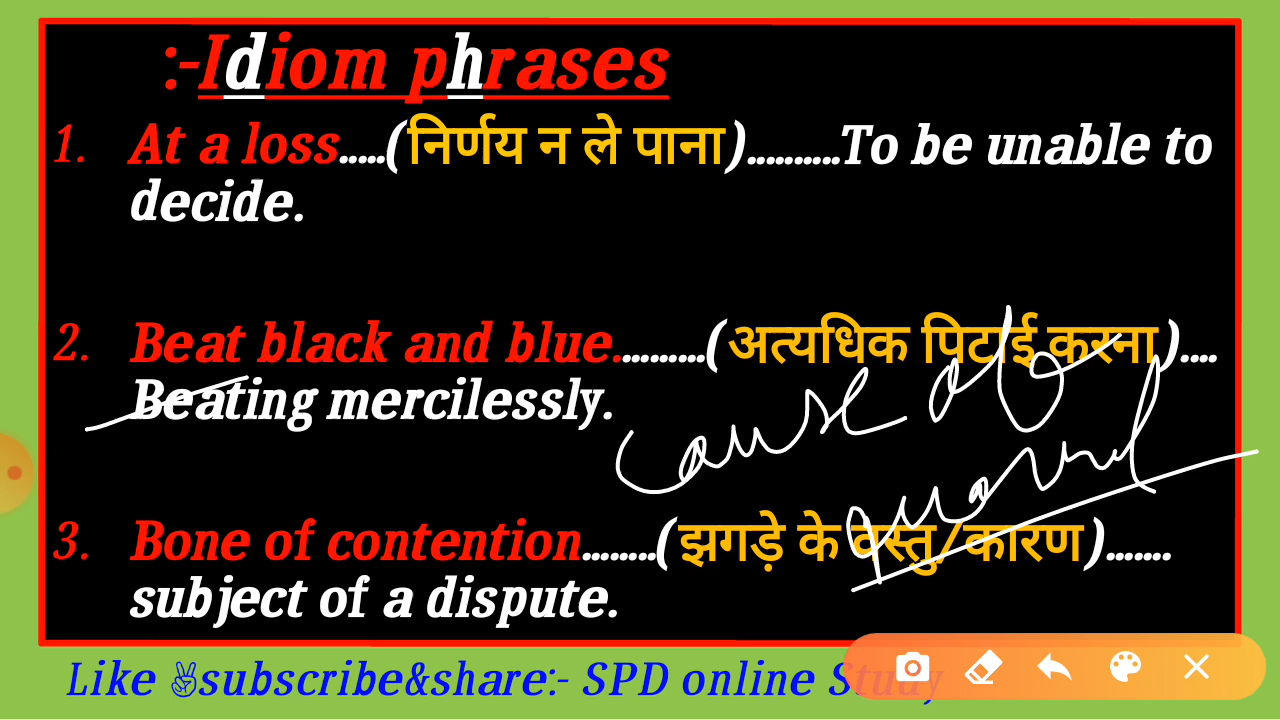 :-Idiom phrases
1. At a loss.....(निर्णय न ले पाना)..........To be unable to
decide.
2. Beat black and blue..........(अत्यधिक पिटाई करना)....
Beating mercilessly.
cause of
quarrel
3. Bone of contention........(झगड़े के वस्तु/कारण).......
subject of a dispute.
Like ✌subscribe&share:- SPD online Study